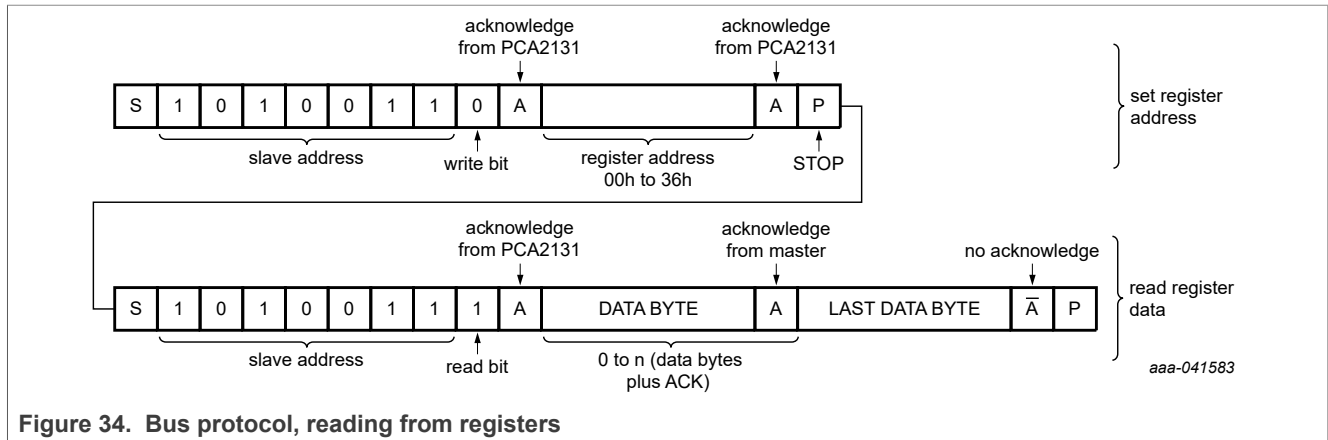 acknowledge
from PCA2131
acknowledge
from PCA2131
S 1 0 1 0 0 1 1 0 A A P
set register
address
slave address
write bit
register address
00h to 36h
STOP
acknowledge
from PCA2131
acknowledge
from master
no acknowledge
S 1 0 1 0 0 1 1 1 A DATA BYTE A LAST DATA BYTE A̅ P
read register
data
slave address
read bit
0 to n (data bytes
plus ACK)
aaa-041583
Figure 34. Bus protocol, reading from registers